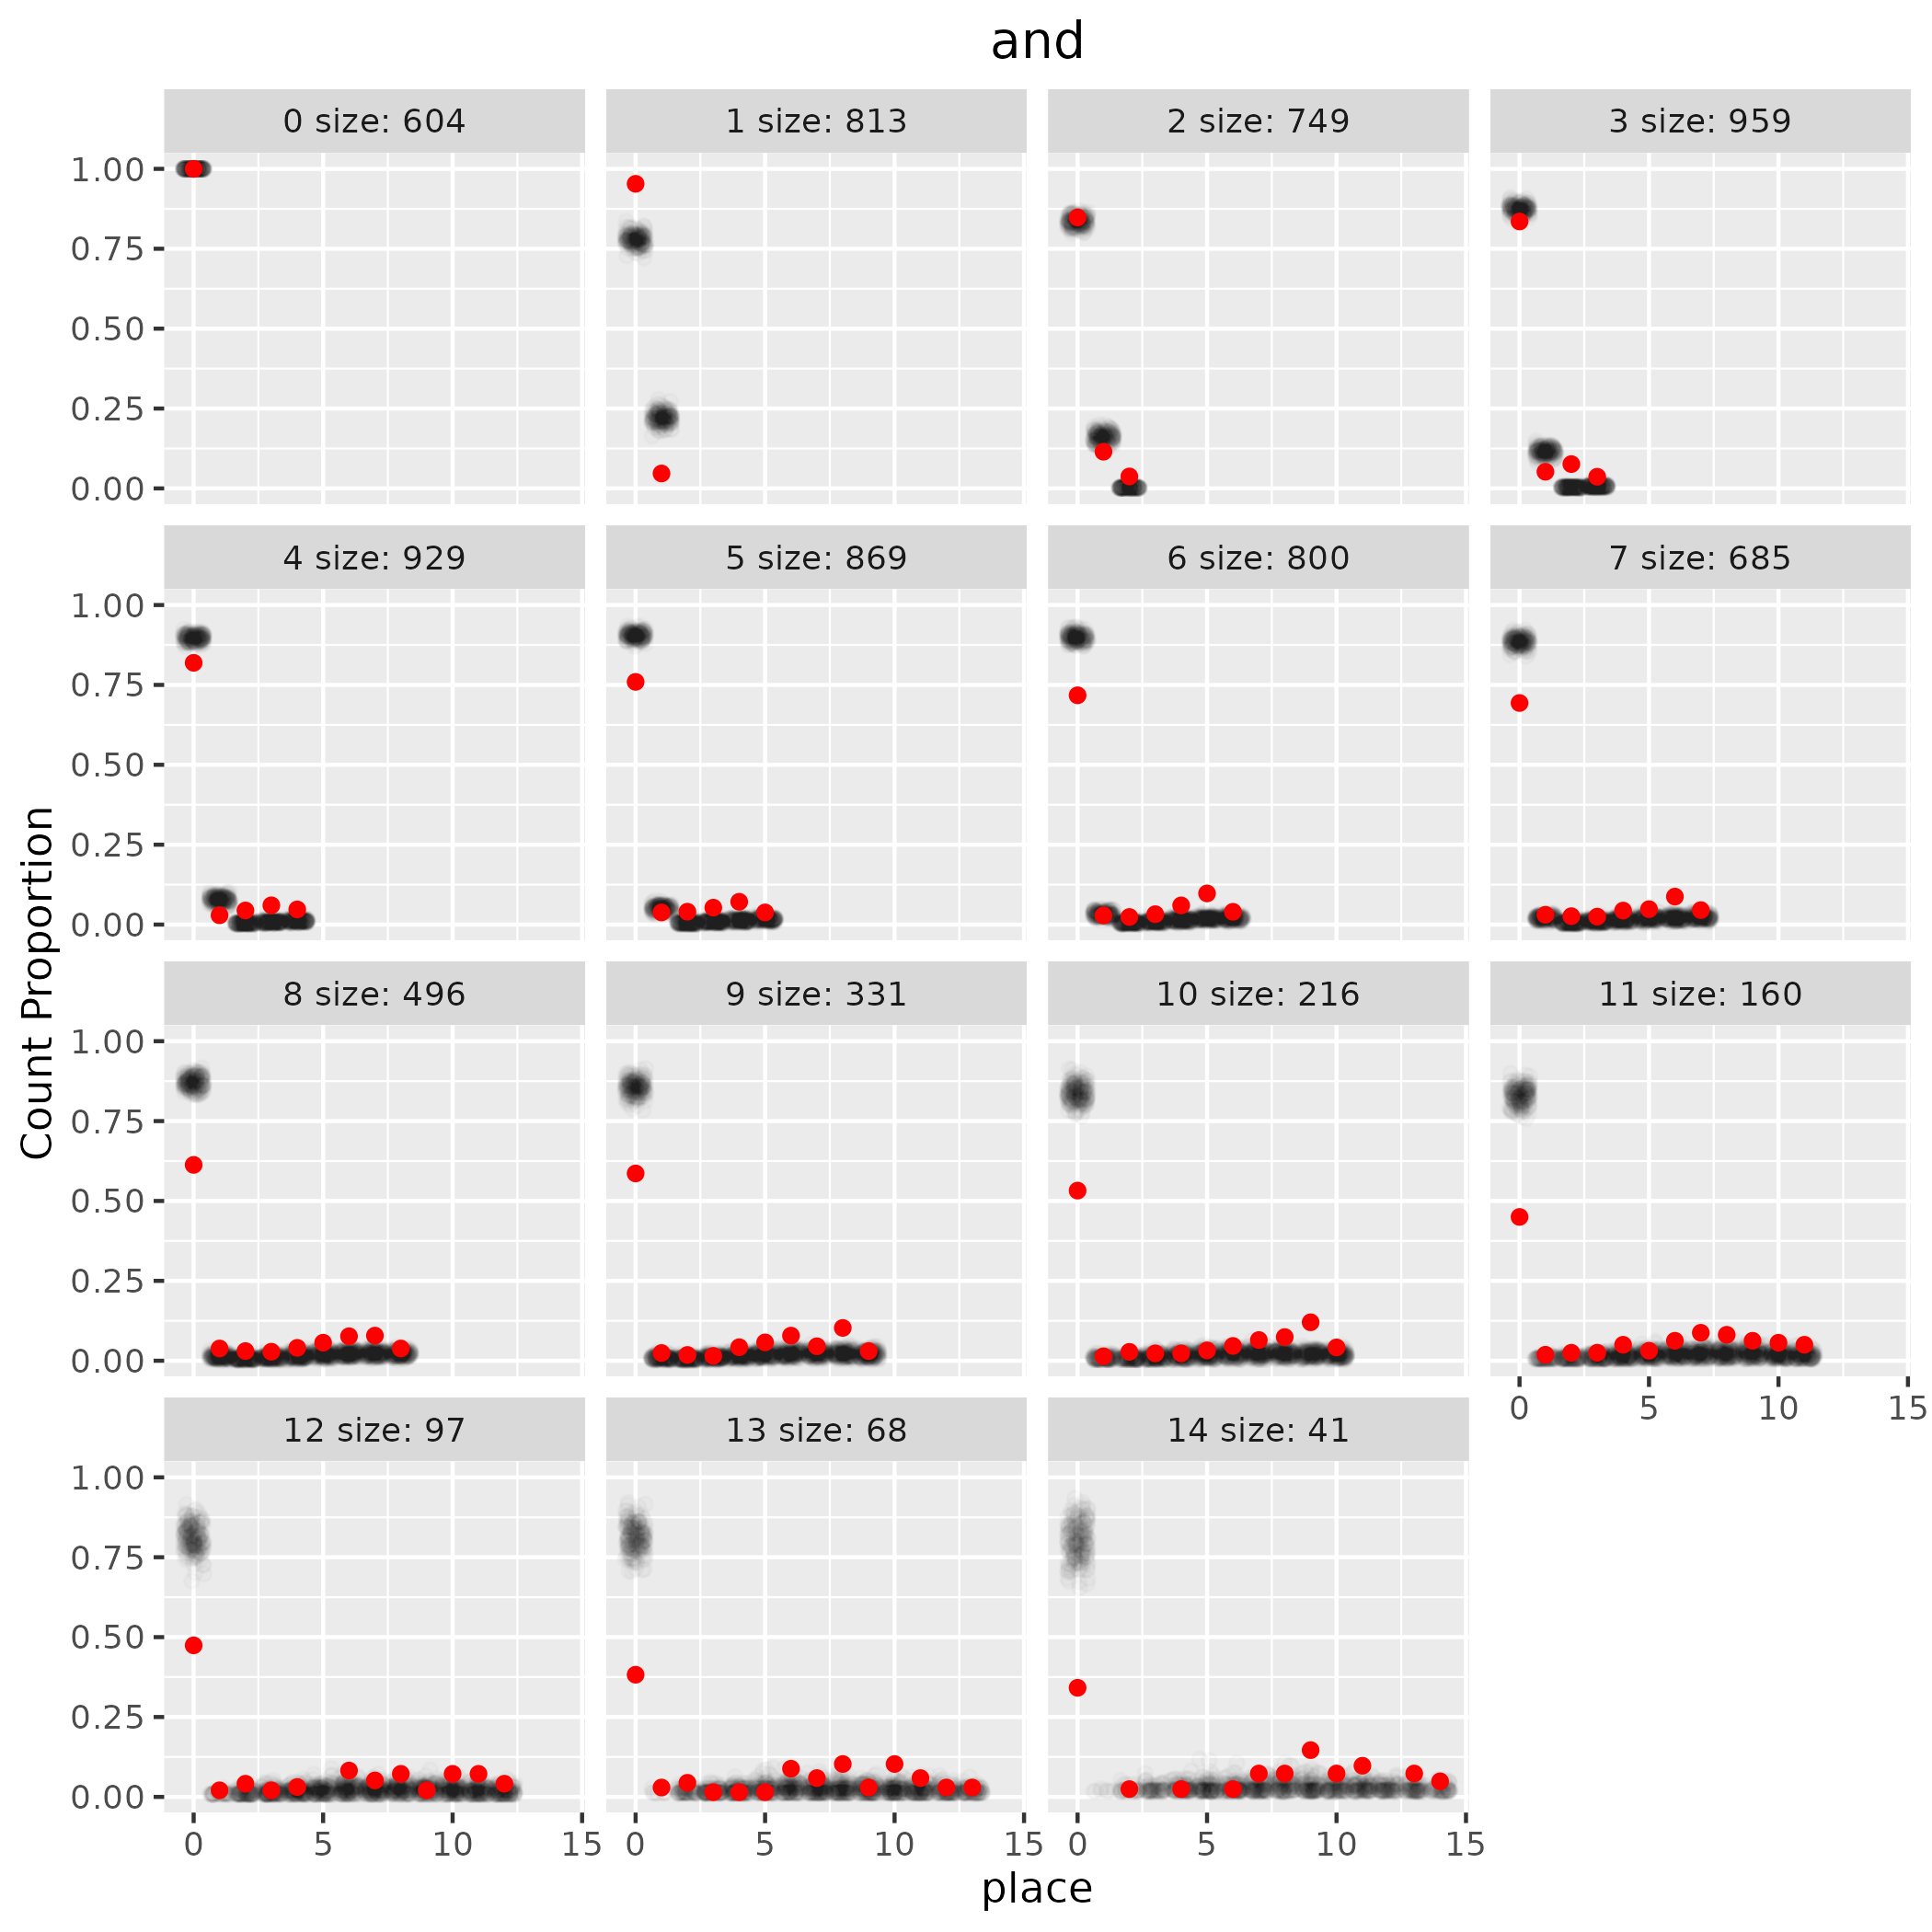 and
0 size: 604
1 size: 813
2 size: 749
3 size: 959
1.00
0.75
0.50
0.25
0.00
4 size: 929
5 size: 869
6 size: 800
7 size: 685
1.00
0.75
0.50
0.25
0.00
8 size: 496
9 size: 331
10 size: 216
11 size: 160
1.00
0.75
0.50
0.25
0.00
0 5 10 15
12 size: 97
13 size: 68
14 size: 41
1.00
0.75
0.50
0.25
0.00
0 5 10 15
0 5 10 15
0 5 10 15
place
Count Proportion